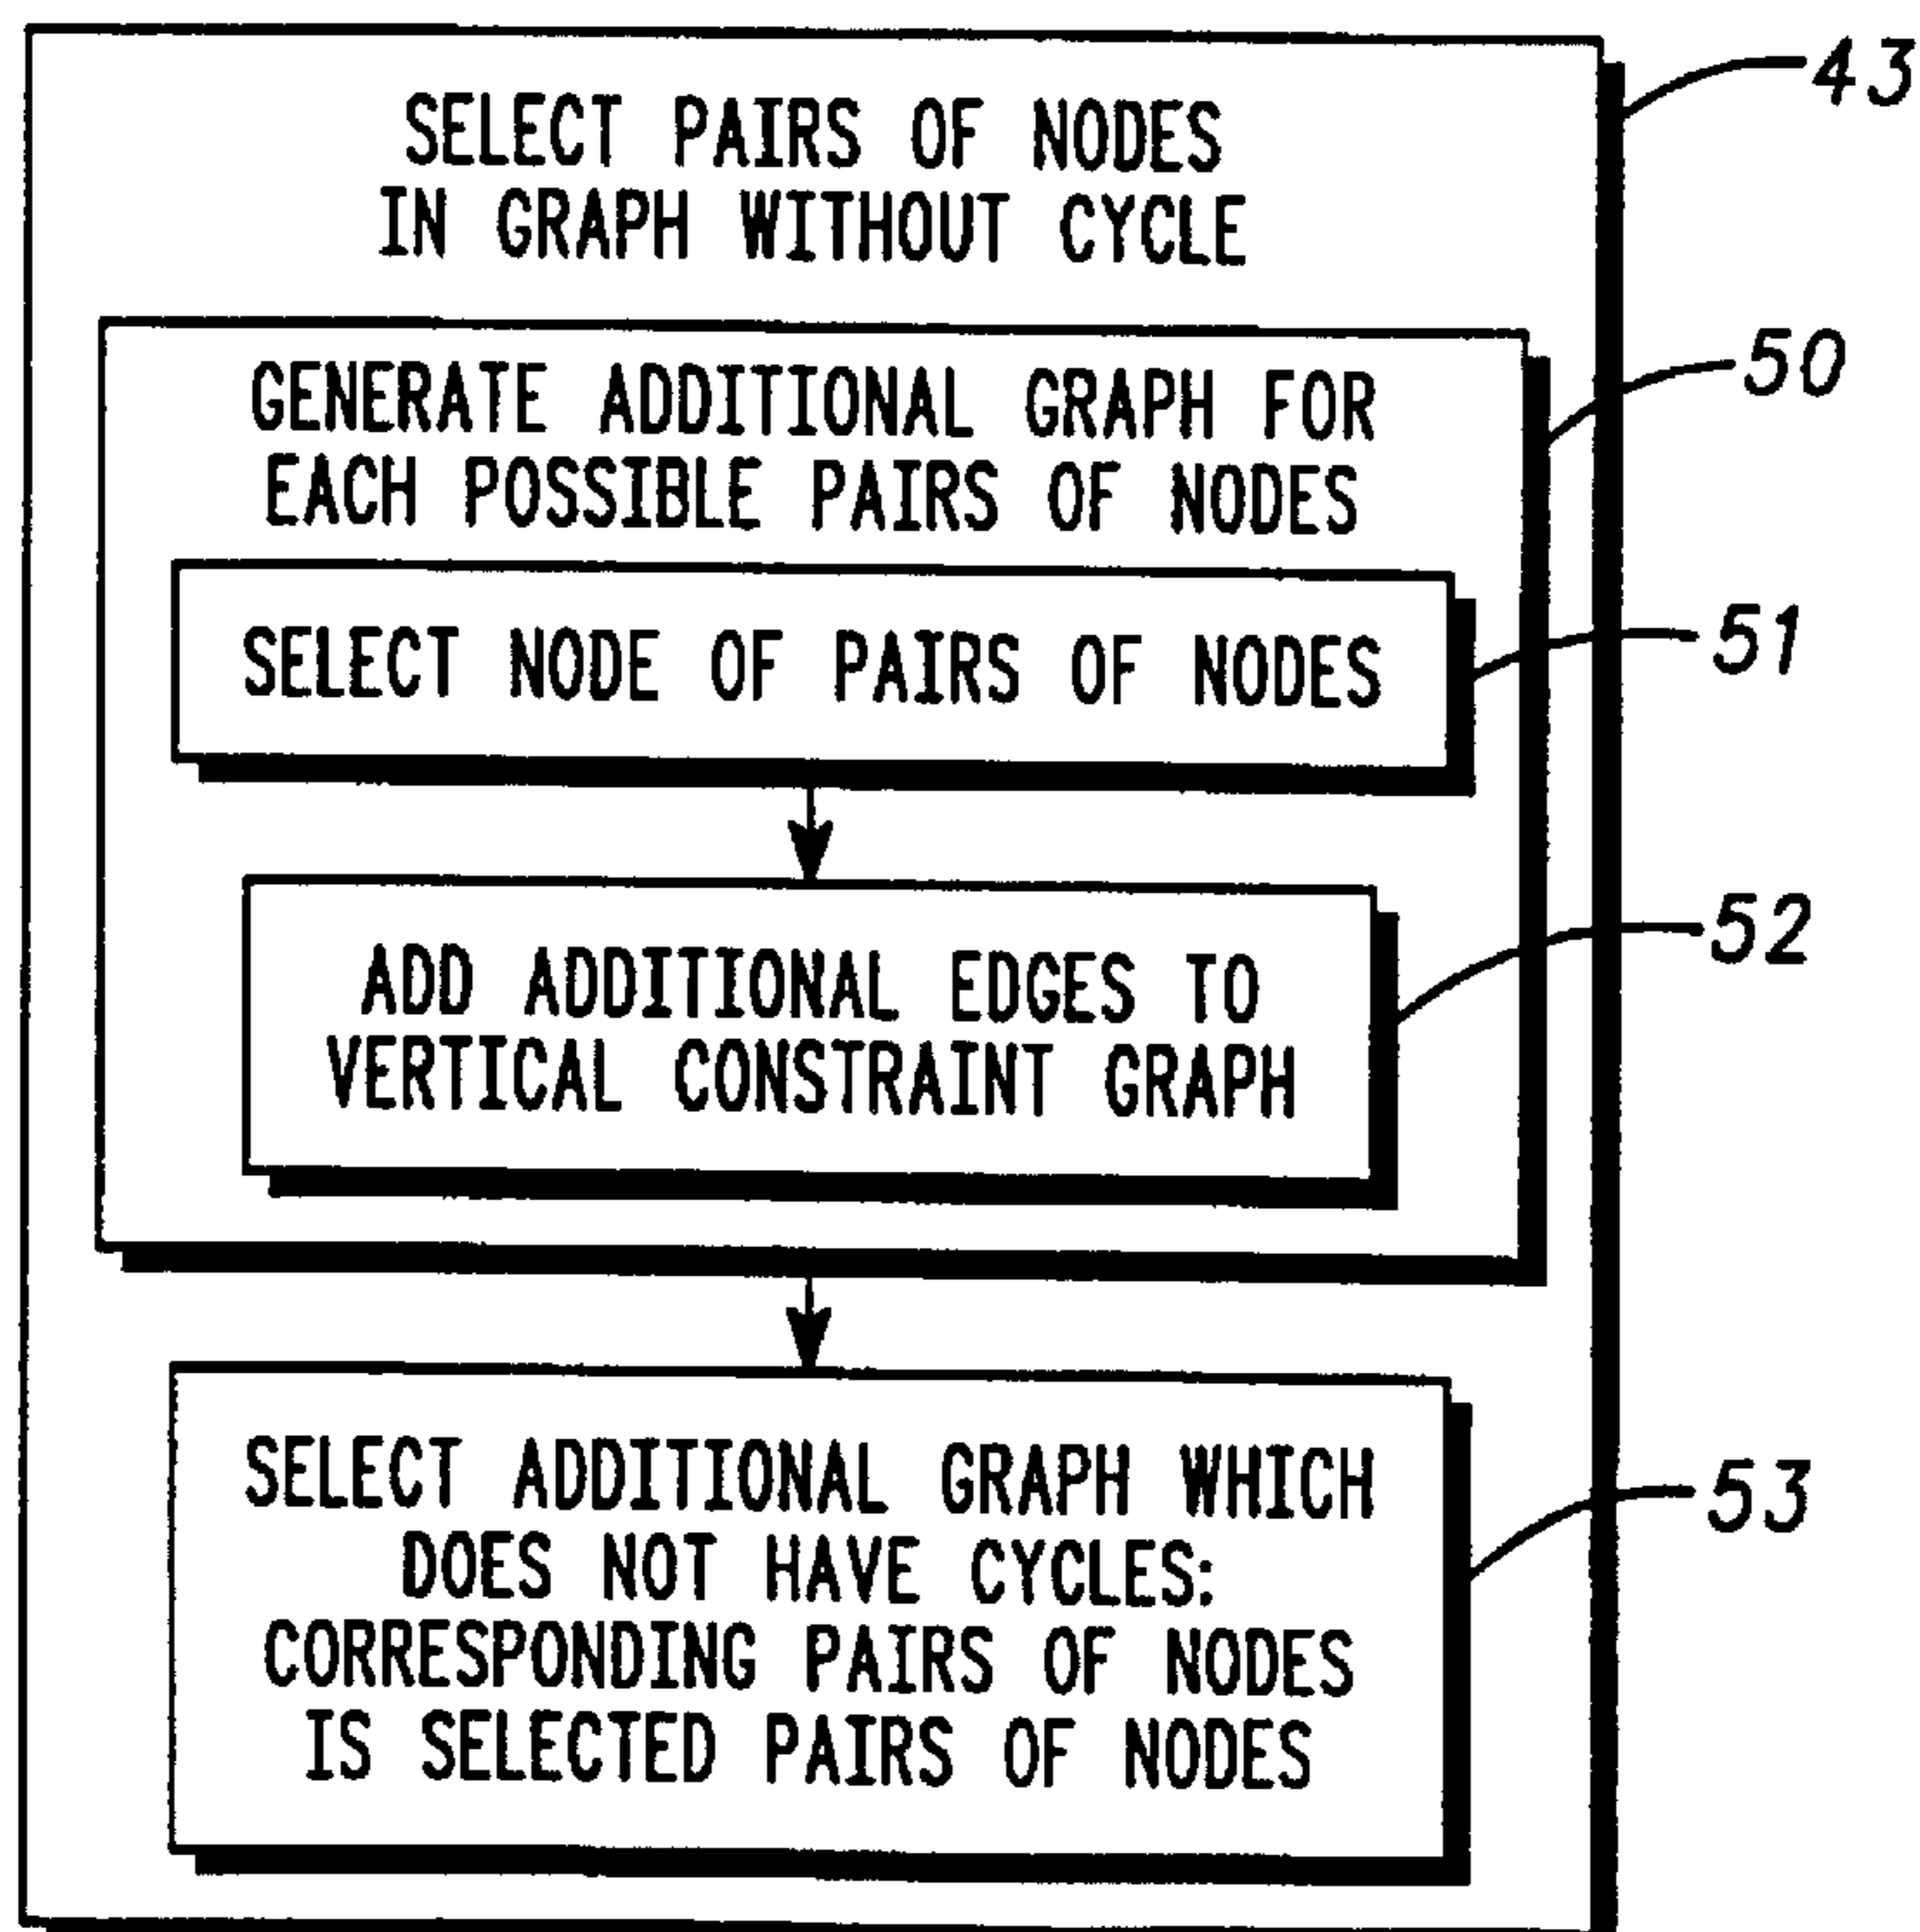 SELECT PAIRS OF NODES
IN GRAPH WITHOUT CYCLE
43
GENERATE ADDITIONAL GRAPH FOR
EACH POSSIBLE PAIRS OF NODES
50
SELECT NODE OF PAIRS OF NODES
51
ADD ADDITIONAL EDGES TO
VERTICAL CONSTRAINT GRAPH
52
SELECT ADDITIONAL GRAPH WHICH
DOES NOT HAVE CYCLES:
CORRESPONDING PAIRS OF NODES
IS SELECTED PAIRS OF NODES
53